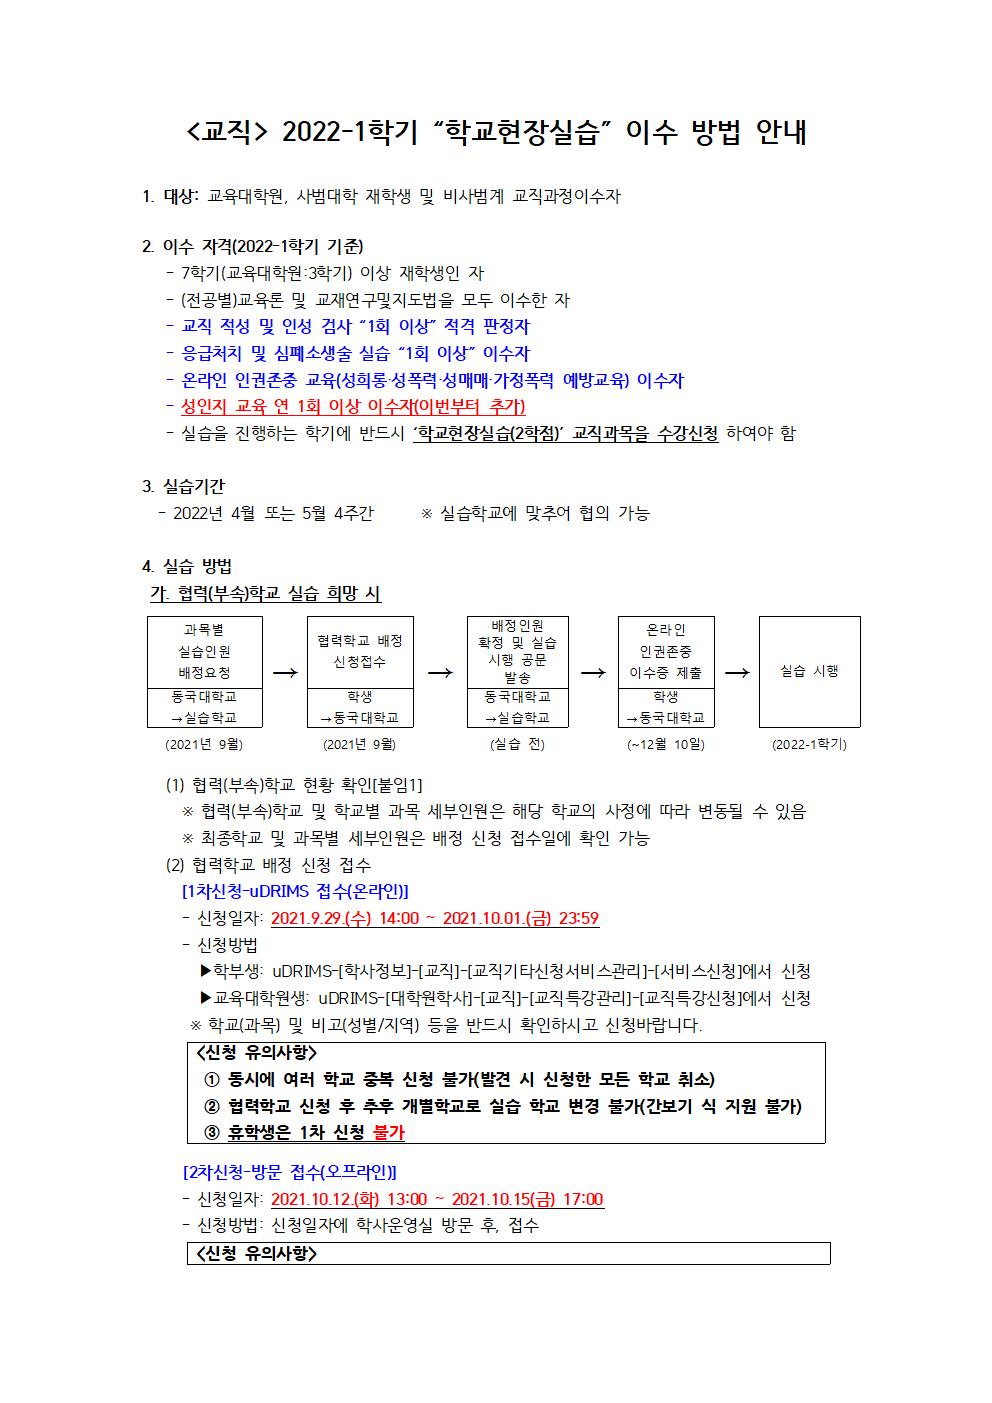 <교직> 2022-1학기 “학교현장실습” 이수 방법 안내
1. 대상: 교육대학원, 사범대학 재학생 및 비사범계 교직과정이수자
2. 이수 자격(2022-1학기 기준)
- 7학기(교육대학원:3학기) 이상 재학생인 자
- (전공별)교육론 및 교재연구및지도법을 모두 이수한 자
- 교직 적성 및 인성 검사 “1회 이상” 적격 판정자
- 응급처치 및 심폐소생술 실습 “1회 이상” 이수자
- 온라인 인권존중 교육(성희롱·성폭력·성매매·가정폭력 예방교육) 이수자
- 성인지 교육 연 1회 이상 이수자(이번부터 추가)
- 실습을 진행하는 학기에 반드시 ‘학교현장실습(2학점)’ 교직과목을 수강신청 하여야 함
3. 실습기간
- 2022년 4월 또는 5월 4주간 ※ 실습학교에 맞추어 협의 가능
4. 실습 방법
가. 협력(부속)학교 실습 희망 시
과목별
실습인원
배정요청
동국대학교
→실습학교
(2021년 9월)
→
협력학교 배정
신청접수
학생
→동국대학교
(2021년 9월)
→
배정인원
확정 및 실습
시행 공문
발송
동국대학교
→실습학교
(실습 전)
→
온라인
인권존중
이수증 제출
학생
→동국대학교
(~12월 10일)
→
실습 시행
(2022-1학기)
(1) 협력(부속)학교 현황 확인[붙임1]
※ 협력(부속)학교 및 학교별 과목 세부인원은 해당 학교의 사정에 따라 변동될 수 있음
※ 최종학교 및 과목별 세부인원은 배정 신청 접수일에 확인 가능
(2) 협력학교 배정 신청 접수
[1차신청-uDRIMS 접수(온라인)]
- 신청일자: 2021.9.29.(수) 14:00 ~ 2021.10.01.(금) 23:59
- 신청방법
▶학부생: uDRIMS-[학사정보]-[교직]-[교직기타신청서비스관리]-[서비스신청]에서 신청
▶교육대학원생: uDRIMS-[대학원학사]-[교직]-[교직특강관리]-[교직특강신청]에서 신청
※ 학교(과목) 및 비고(성별/지역) 등을 반드시 확인하시고 신청바랍니다.
<신청 유의사항>
① 동시에 여러 학교 중복 신청 불가(발견 시 신청한 모든 학교 취소)
② 협력학교 신청 후 추후 개별학교로 실습 학교 변경 불가(간보기 식 지원 불가)
③ 휴학생은 1차 신청 불가
[2차신청-방문 접수(오프라인)]
- 신청일자: 2021.10.12.(화) 13:00 ~ 2021.10.15(금) 17:00
- 신청방법: 신청일자에 학사운영실 방문 후, 접수
<신청 유의사항>